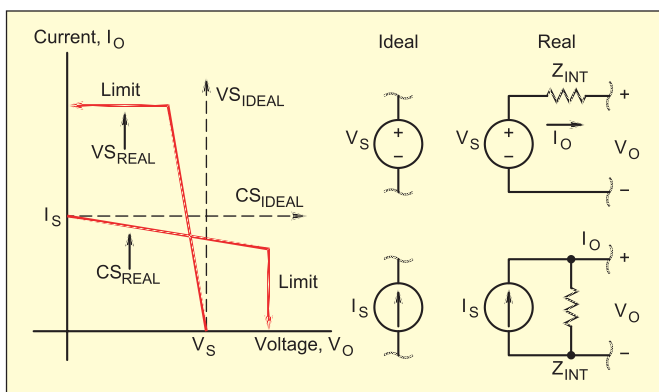 Current, I_O
Limit
VS_REAL
VS_IDEAL
CS_IDEAL
I_S
CS_REAL
Limit
V_S
Voltage, V_O
Ideal
Real
V_S
+
−
Z_INT
V_S
+
−
I_O
+
V_O
−
I_S
I_S
I_O
+
V_O
−
Z_INT